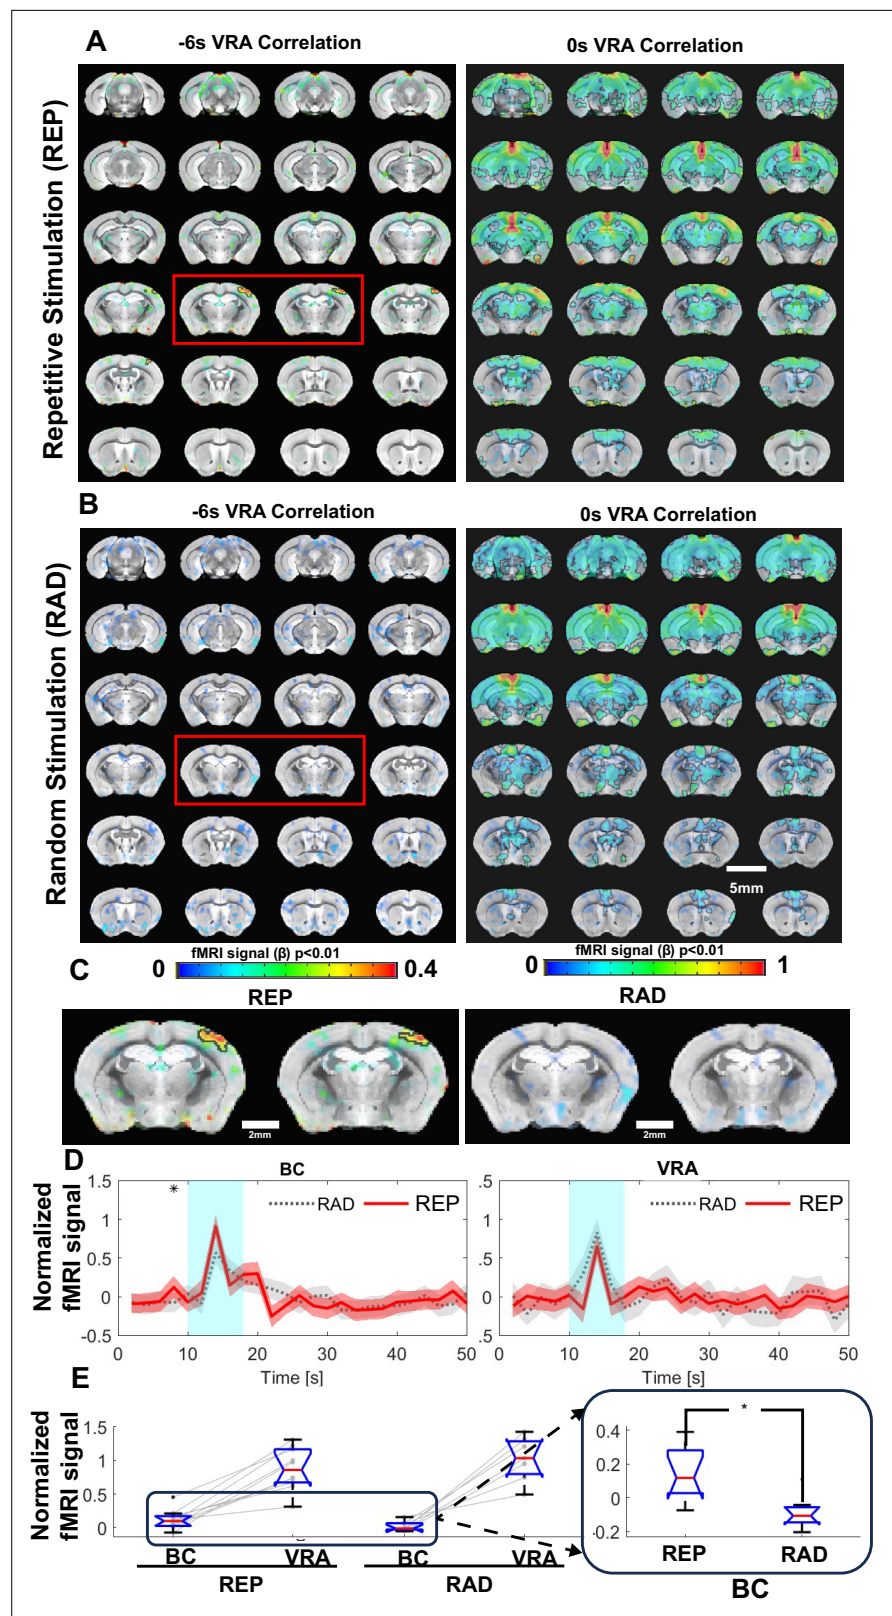 A
-6s VRA Correlation
0s VRA Correlation
Repetitive Stimulation (REP)
B
-6s VRA Correlation
0s VRA Correlation
Random Stimulation (RAD)
5mm
fMRI signal (β) p<0.01
0
0.4
fMRI signal (β) p<0.01
0
1
C
REP
RAD
2mm
2mm
D
BC
VRA
Normalized
fMRI signal
1.5
1
0.5
0
-0.5
* RAD REP
0 10 20 30 40 50
Time [s]
1.5
1
0.5
0
.5
RAD REP
0 10 20 30 40 50
Time [s]
E
Normalized
fMRI signal
1.5
1
0.5
0
BC VRA BC VRA
REP RAD
*
0.4
0.2
0
-0.2
REP RAD
BC